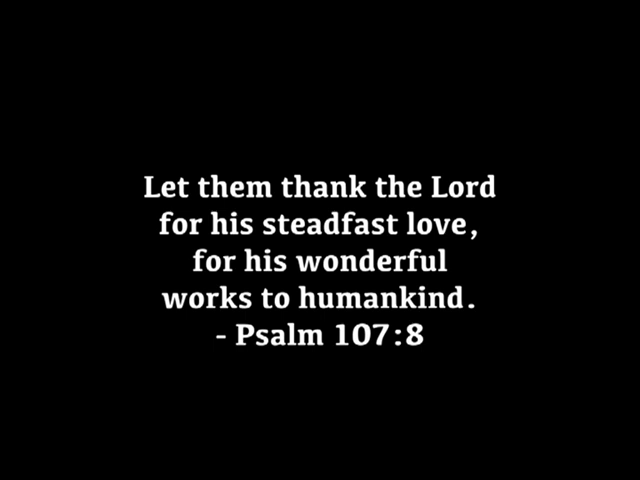 Let them thank the Lord
for his steadfast love,
for his wonderful
works to humankind.
- Psalm 107:8